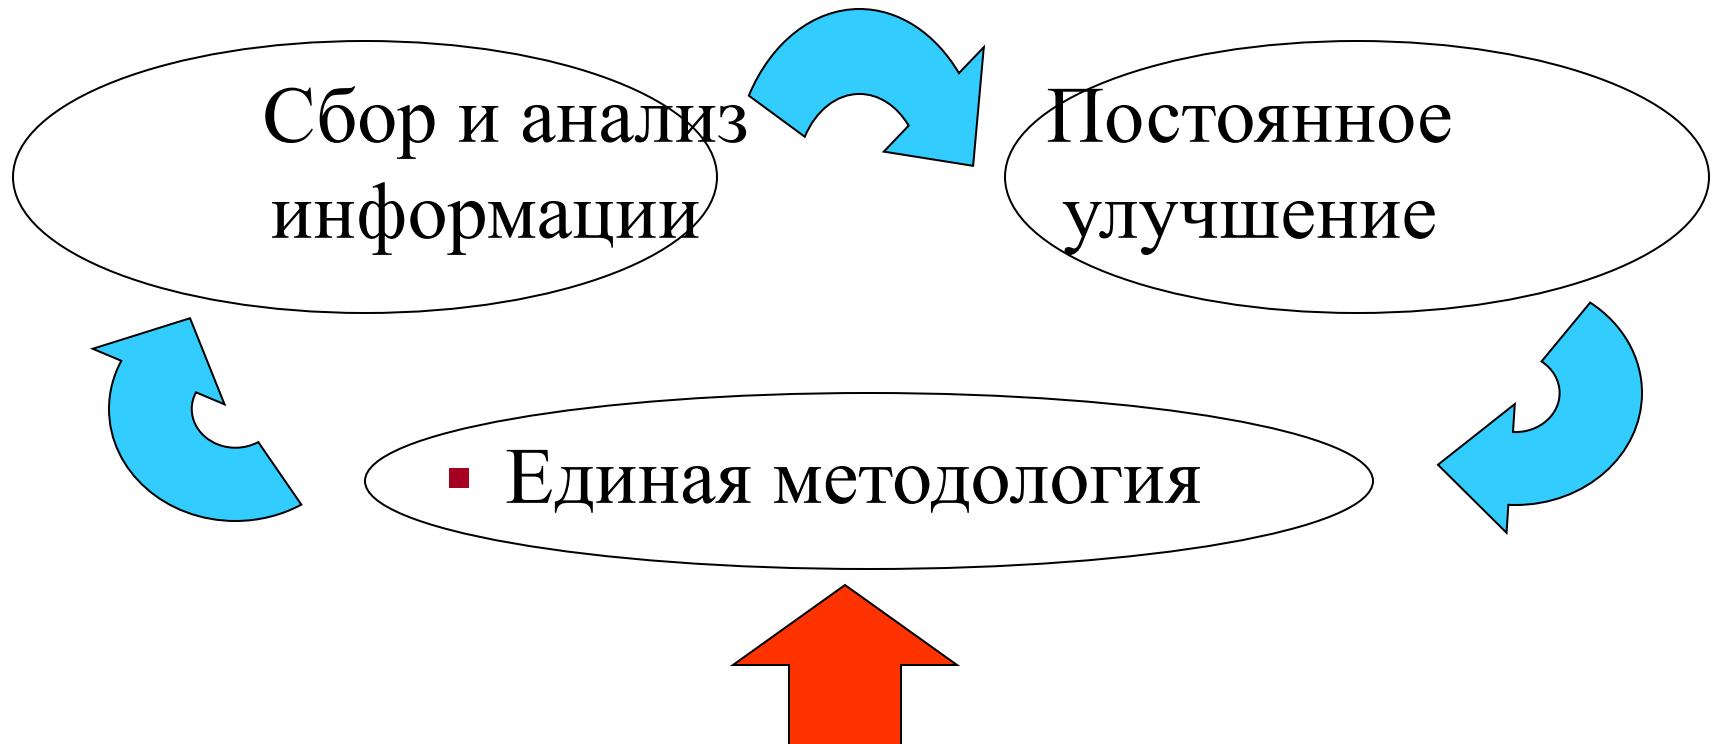 Сбор и анализ
информации
Постоянное
улучшение
Единая методология